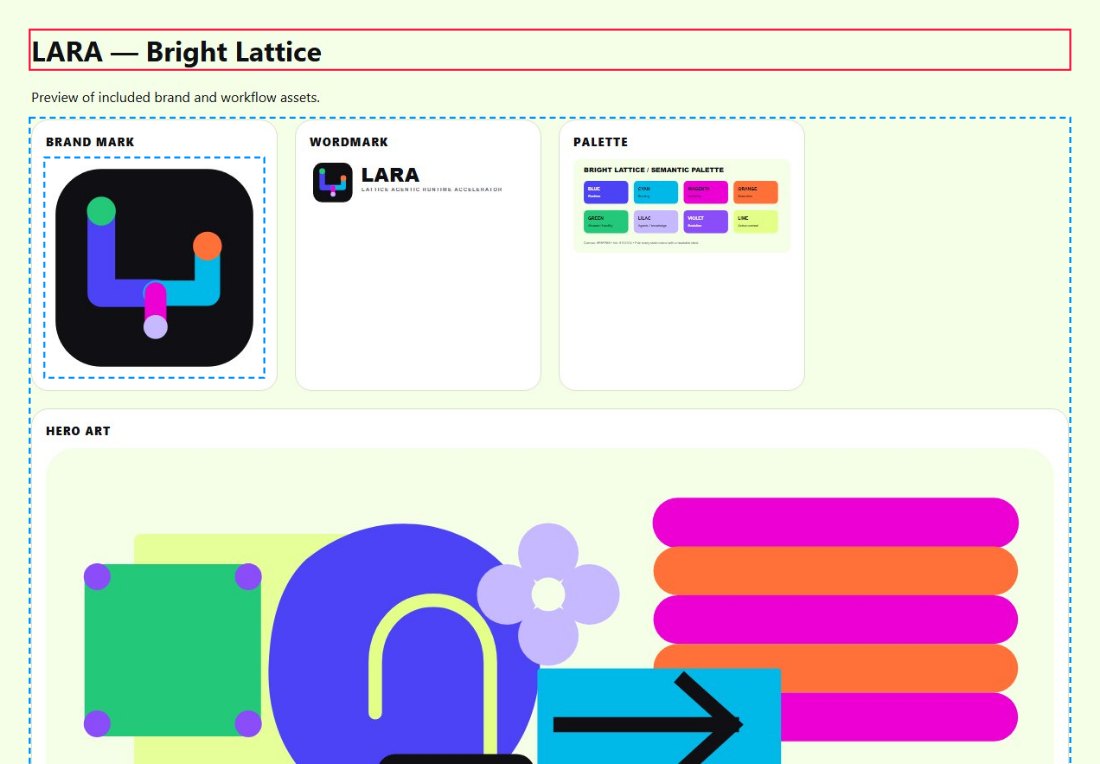 LARA — Bright Lattice
Preview of included brand and workflow assets.
BRAND MARK
WORDMARK
PALETTE
LARA
LATTICE AGENTIC RUNTIME ACCELERATOR
BRIGHT LATTICE / SEMANTIC PALETTE
BLUE
CYAN
MAGENTA
ORANGE
GREEN
LILAC
VIOLET
LIME
HERO ART